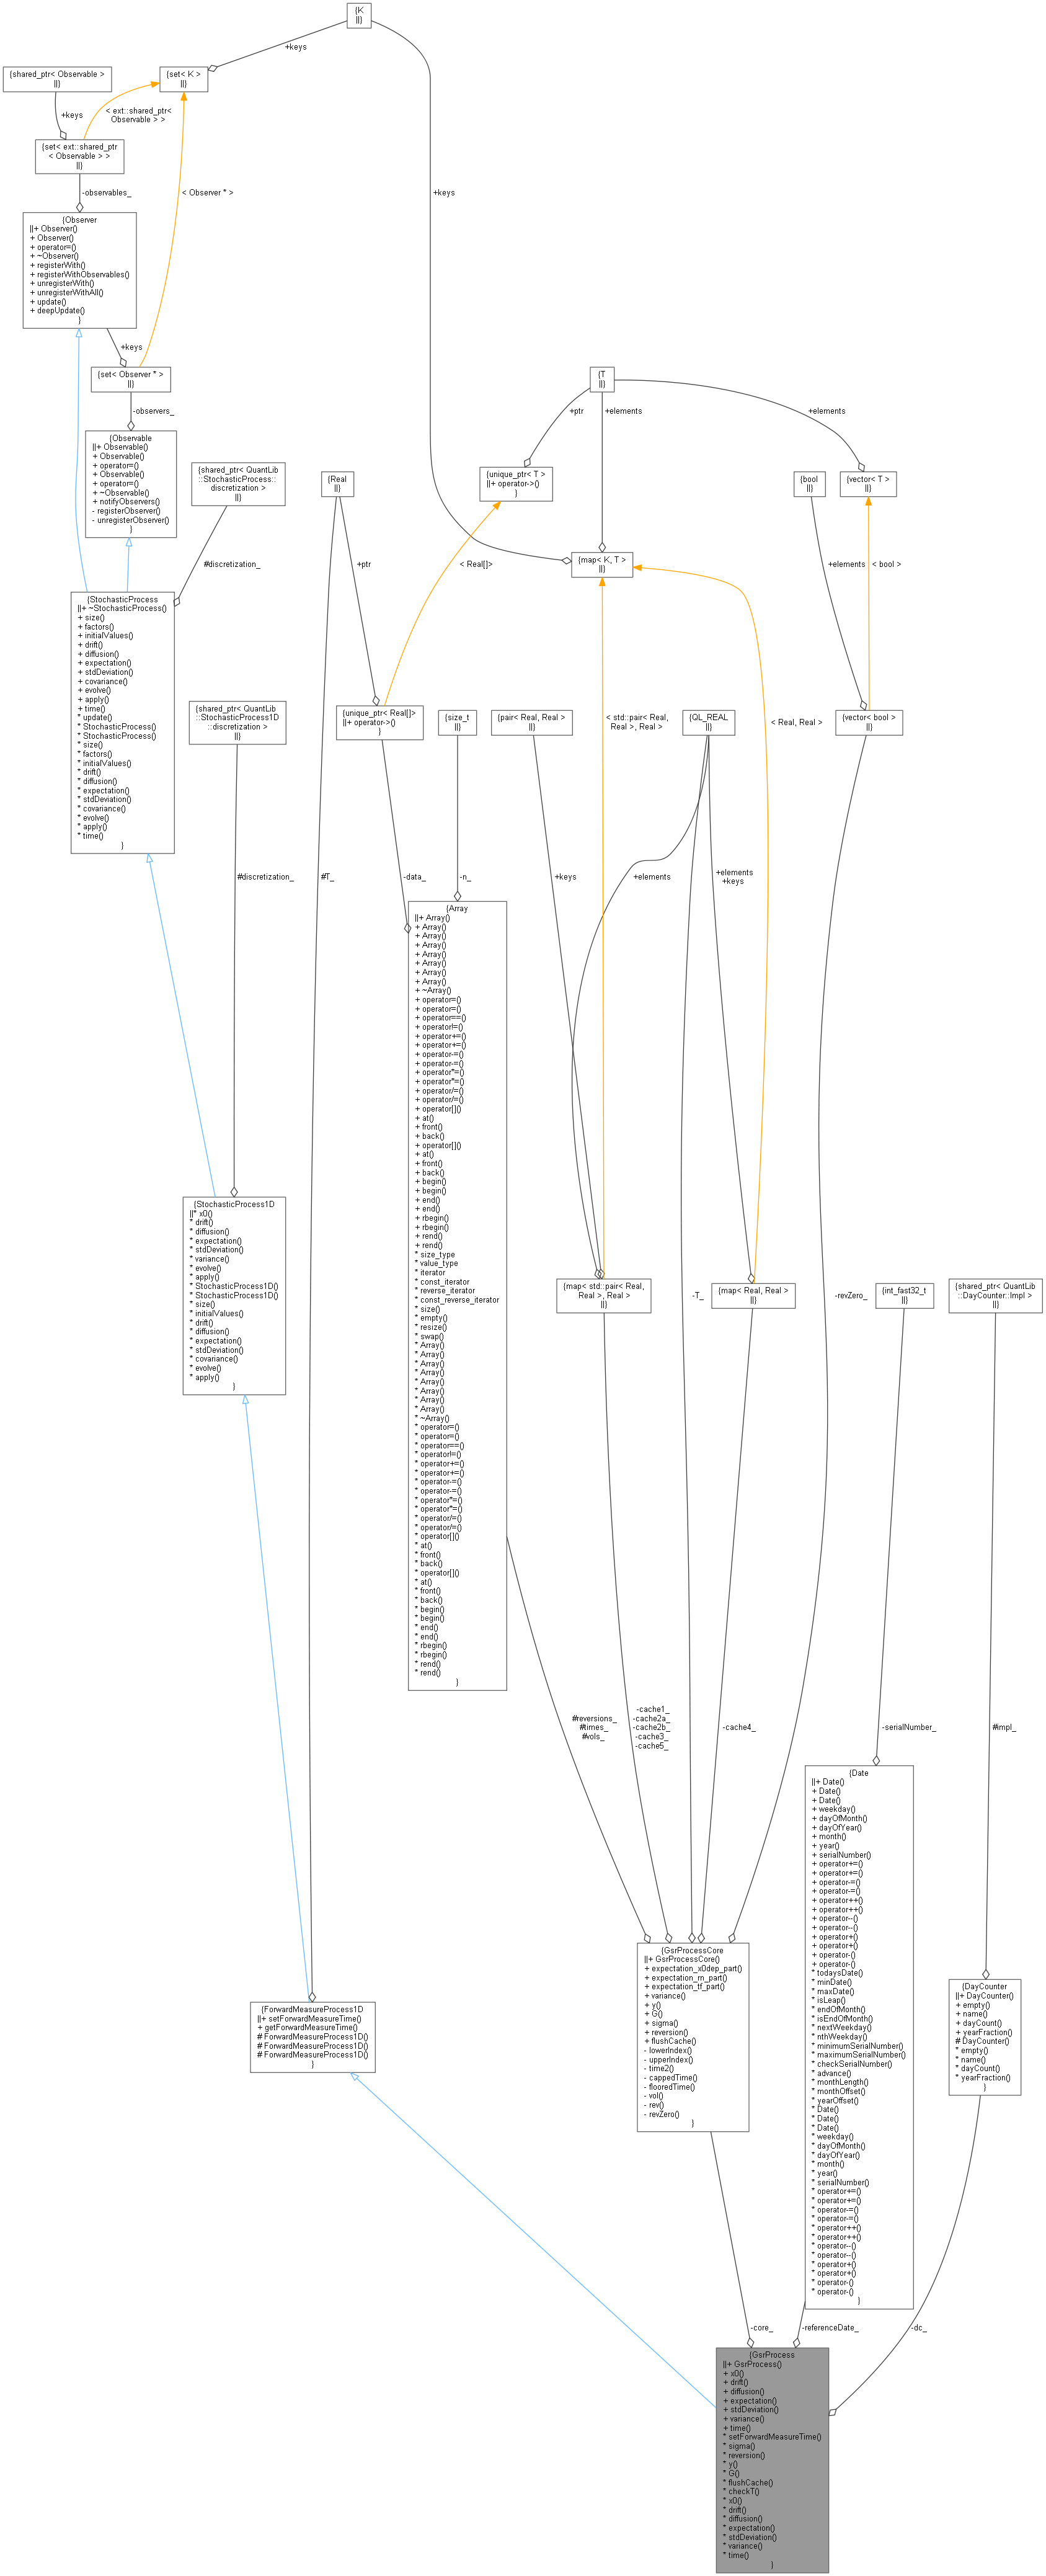 {K
||}
+keys
{shared_ptr< Observable >
||}
{set< K >
||}
+keys
< ext::shared_ptr<
Observable > >
{set< ext::shared_ptr
< Observable > >
||}
-observables_
< Observer * >
+keys
{Observer
||+ Observer()
+ Observer()
+ operator=()
+ ~Observer()
+ registerWith()
+ registerWithObservables()
+ unregisterWith()
+ unregisterWithAll()
+ update()
+ deepUpdate()
}
+keys
{set< Observer * >
||}
-observers_
{T
||}
+ptr
+elements
+elements
{Observable
||+ Observable()
+ Observable()
+ operator=()
+ Observable()
+ operator=()
+ ~Observable()
+ notifyObservers()
- registerObserver()
- unregisterObserver()
}
{shared_ptr< QuantLib
::StochasticProcess::
discretization >
||}
{Real
||}
{unique_ptr< T >
||+ operator->()
}
{bool
||}
{vector< T >
||}
#discretization_
+ptr
< Real[]>
{map< K, T >
||}
+elements
< bool >
{StochasticProcess
||+ ~StochasticProcess()
+ size()
+ factors()
+ initialValues()
+ drift()
+ diffusion()
+ expectation()
+ stdDeviation()
+ covariance()
+ evolve()
+ apply()
+ time()
* update()
* StochasticProcess()
* StochasticProcess()
* size()
* factors()
* initialValues()
* drift()
* diffusion()
* expectation()
* stdDeviation()
* covariance()
* evolve()
* apply()
* time()
}
{shared_ptr< QuantLib
::StochasticProcess1D
::discretization >
||}
{unique_ptr< Real[]>
||+ operator->()
}
{size_t
||}
{pair< Real, Real >
||}
< std::pair< Real,
Real >, Real >
{QL_REAL
||}
< Real, Real >
{vector< bool >
||}
#discretization_
#T_
-data_
-n_
+keys
+elements
+elements
+keys
{Array
||+ Array()
+ Array()
+ Array()
+ Array()
+ Array()
+ Array()
+ Array()
+ Array()
+ ~Array()
+ operator=()
+ operator=()
+ operator==()
+ operator!=()
+ operator+=()
+ operator+=()
+ operator-=()
+ operator-=()
+ operator*=()
+ operator*=()
+ operator/=()
+ operator/=()
+ operator[]()
+ at()
+ front()
+ back()
+ operator[]()
+ at()
+ front()
+ back()
+ begin()
+ begin()
+ end()
+ end()
+ rbegin()
+ rbegin()
+ rend()
+ rend()
* size_type
* value_type
* iterator
* const_iterator
* reverse_iterator
* const_reverse_iterator
* size()
* empty()
* resize()
* swap()
* Array()
* Array()
* Array()
* Array()
* Array()
* Array()
* Array()
* Array()
* ~Array()
* operator=()
* operator=()
* operator==()
* operator!=()
* operator+=()
* operator+=()
* operator-=()
* operator-=()
* operator*=()
* operator*=()
* operator/=()
* operator/=()
* operator[]()
* at()
* front()
* back()
* operator[]()
* at()
* front()
* back()
* begin()
* begin()
* end()
* end()
* rbegin()
* rbegin()
* rend()
* rend()
}
{StochasticProcess1D
||* x0()
* drift()
* diffusion()
* expectation()
* stdDeviation()
* variance()
* evolve()
* apply()
* StochasticProcess1D()
* StochasticProcess1D()
* size()
* initialValues()
* drift()
* diffusion()
* expectation()
* stdDeviation()
* covariance()
* evolve()
* apply()
}
{map< std::pair< Real,
Real >, Real >
||}
-T_
{map< Real, Real >
||}
-revZero_
{int_fast32_t
||}
{shared_ptr< QuantLib
::DayCounter::Impl >
||}
#reversions_
#times_
#vols_
-cache1_
-cache2a_
-cache2b_
-cache3_
-cache5_
-cache4_
-serialNumber_
#impl_
{Date
||+ Date()
+ Date()
+ Date()
+ weekday()
+ dayOfMonth()
+ dayOfYear()
+ month()
+ year()
+ serialNumber()
+ operator+=()
+ operator+=()
+ operator-=()
+ operator-=()
+ operator++()
+ operator++()
+ operator--()
+ operator--()
+ operator+()
+ operator+()
+ operator-()
+ operator-()
* todaysDate()
* minDate()
* maxDate()
* isLeap()
* endOfMonth()
* isEndOfMonth()
* nextWeekday()
* nthWeekday()
* minimumSerialNumber()
* maximumSerialNumber()
* checkSerialNumber()
* advance()
* monthLength()
* monthOffset()
* yearOffset()
* Date()
* Date()
* Date()
* weekday()
* dayOfMonth()
* dayOfYear()
* month()
* year()
* serialNumber()
* operator+=()
* operator+=()
* operator-=()
* operator-=()
* operator++()
* operator++()
* operator--()
* operator--()
* operator+()
* operator+()
* operator-()
* operator-()
}
{GsrProcessCore
||+ GsrProcessCore()
+ expectation_x0dep_part()
+ expectation_rn_part()
+ expectation_tf_part()
+ variance()
+ y()
+ G()
+ sigma()
+ reversion()
+ flushCache()
- lowerIndex()
- upperIndex()
- time2()
- cappedTime()
- flooredTime()
- vol()
- rev()
- revZero()
}
{DayCounter
||+ DayCounter()
+ empty()
+ name()
+ dayCount()
+ yearFraction()
# DayCounter()
* empty()
* name()
* dayCount()
* yearFraction()
}
{ForwardMeasureProcess1D
||+ setForwardMeasureTime()
+ getForwardMeasureTime()
# ForwardMeasureProcess1D()
# ForwardMeasureProcess1D()
# ForwardMeasureProcess1D()
}
-core_
-referenceDate_
-dc_
{GsrProcess
||+ GsrProcess()
+ x0()
+ drift()
+ diffusion()
+ expectation()
+ stdDeviation()
+ variance()
+ time()
* setForwardMeasureTime()
* sigma()
* reversion()
* y()
* G()
* flushCache()
* checkT()
* x0()
* drift()
* diffusion()
* expectation()
* stdDeviation()
* variance()
* time()
}